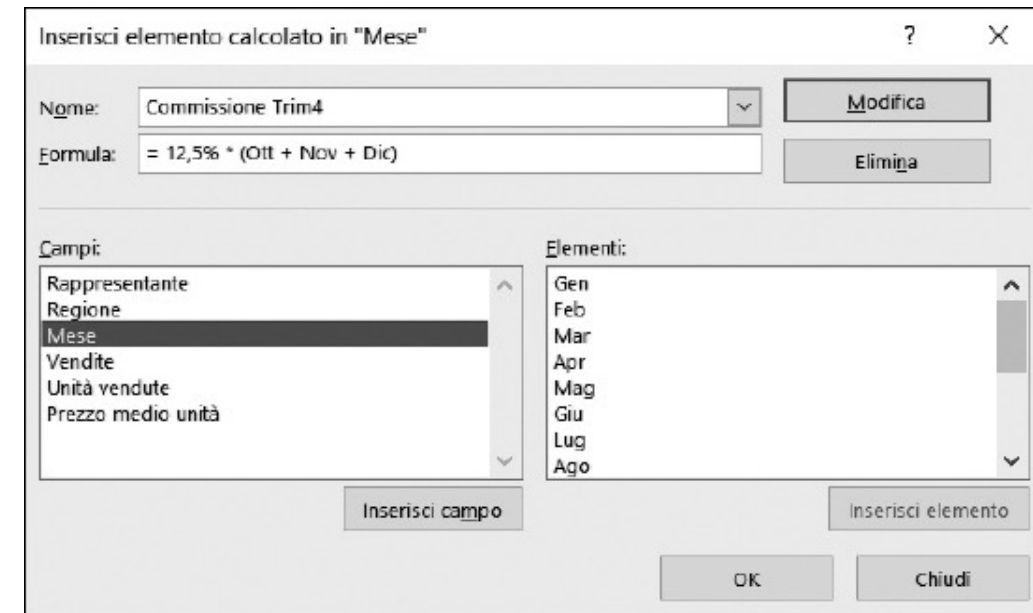 Inserisci elemento calcolato in "Mese" ? ×
Nome: Commissione Trim4 Modifica
Formula: = 12,5% * (Ott + Nov + Dic) Elimina
Campi: Elementi:
Rappresentante Gen
Regione Feb
Mese Mar
Vendite Apr
Unità vendute Mag
Prezzo medio unità Giu
Lug
Ago
Inserisci campo Inserisci elemento
OK Chiudi